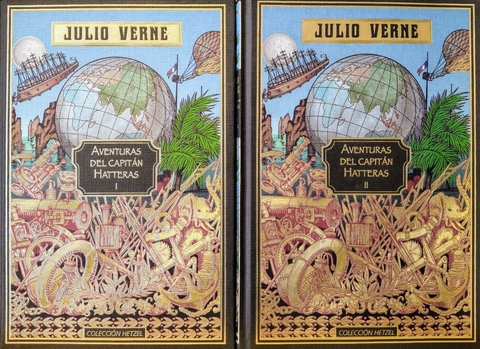 JULIO VERNE
AVENTURAS
DEL CAPITÁN
HATTERAS
I
COLECCIÓN HETZEL
JULIO VERNE
AVENTURAS
DEL CAPITÁN
HATTERAS
II
COLECCIÓN HETZEL